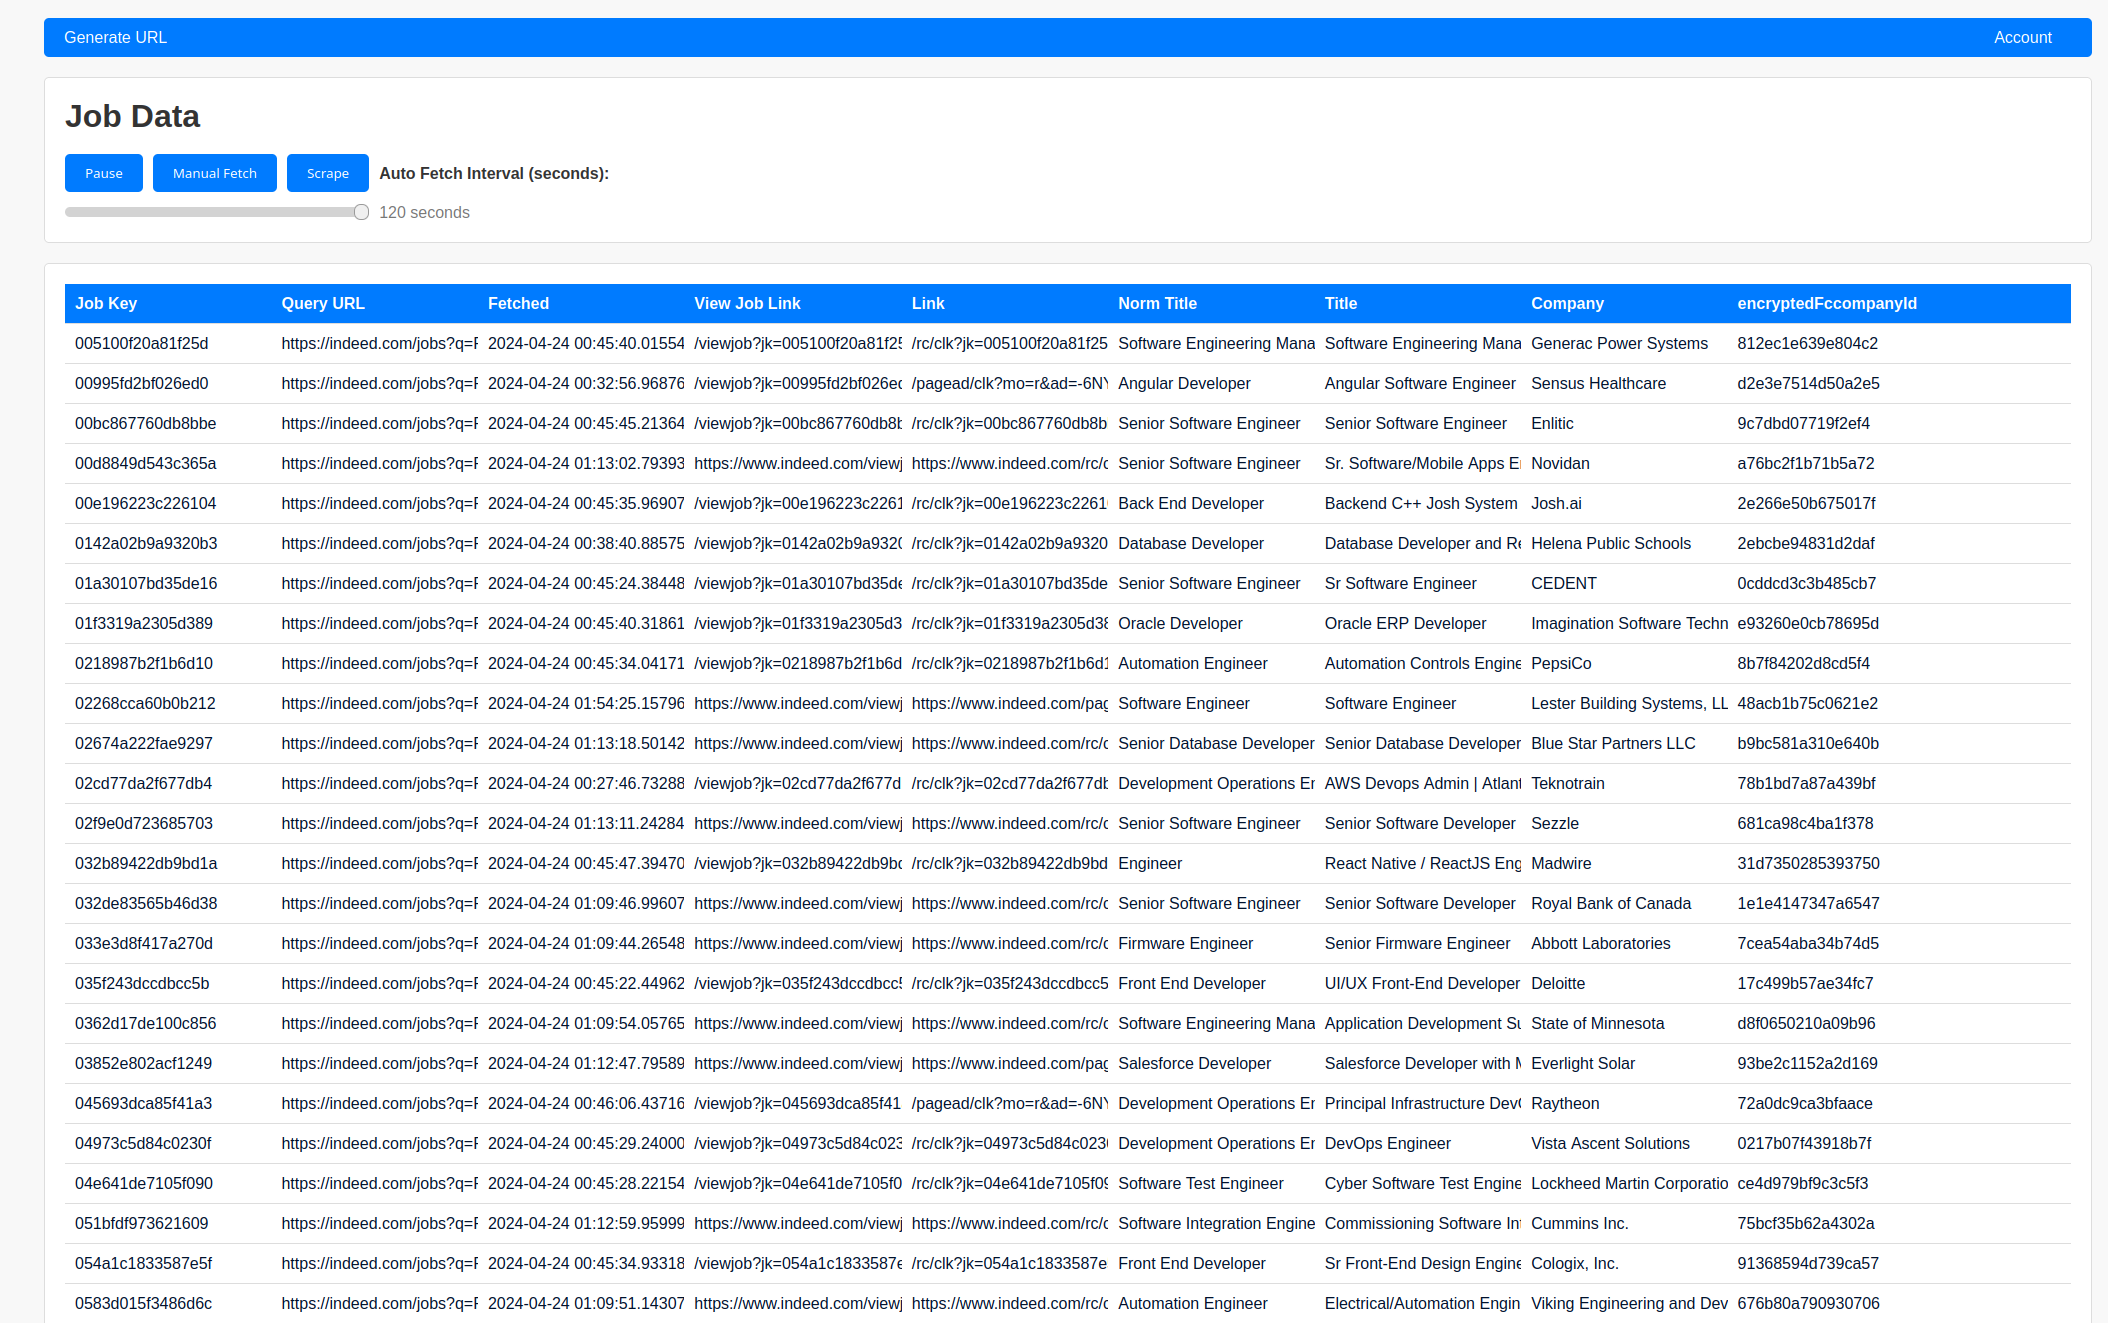 Generate URL Account
Job Data
Pause Manual Fetch Scrape Auto Fetch Interval (seconds):
120 seconds
Job Key Query URL Fetched View Job Link Link Norm Title Title Company encryptedFccompanyId
005100f20a81f25d https://indeed.com/jobs?q=F 2024-04-24 00:45:40.01554 /viewjob?jk=005100f20a81f25 /rc/clk?jk=005100f20a81f25 Software Engineering Mana Software Engineering Mana Generac Power Systems 812ec1e639e804c2
00995fd2bf026ed0 https://indeed.com/jobs?q=F 2024-04-24 00:32:56.96876 /viewjob?jk=00995fd2bf026ec /pagead/clk?mo=r&ad=-6NY Angular Developer Angular Software Engineer Sensus Healthcare d2e3e7514d50a2e5
00bc867760db8bbe https://indeed.com/jobs?q=F 2024-04-24 00:45:45.21364 /viewjob?jk=00bc867760db8b /rc/clk?jk=00bc867760db8b Senior Software Engineer Senior Software Engineer Enlitic 9c7dbd07719f2ef4
00d8849d543c365a https://indeed.com/jobs?q=F 2024-04-24 01:13:02.79393 https://www.indeed.com/viewj https://www.indeed.com/rc/c Senior Software Engineer Sr. Software/Mobile Apps E Novidan a76bc2f1b71b5a72
00e196223c226104 https://indeed.com/jobs?q=F 2024-04-24 00:45:35.96907 /viewjob?jk=00e196223c2261 /rc/clk?jk=00e196223c2261 Back End Developer Backend C++ Josh System Josh.ai 2e266e50b675017f
0142a02b9a9320b3 https://indeed.com/jobs?q=F 2024-04-24 00:38:40.88575 /viewjob?jk=0142a02b9a9320 /rc/clk?jk=0142a02b9a9320 Database Developer Database Developer and Re Helena Public Schools 2ebcbe94831d2daf
01a30107bd35de16 https://indeed.com/jobs?q=F 2024-04-24 00:45:24.38448 /viewjob?jk=01a30107bd35de /rc/clk?jk=01a30107bd35de Senior Software Engineer Sr Software Engineer CEDENT 0cddcd3c3b485cb7
01f3319a2305d389 https://indeed.com/jobs?q=F 2024-04-24 00:45:40.31861 /viewjob?jk=01f3319a2305d3 /rc/clk?jk=01f3319a2305d38 Oracle Developer Oracle ERP Developer Imagination Software Techn e93260e0cb78695d
0218987b2f1b6d10 https://indeed.com/jobs?q=F 2024-04-24 00:45:34.04171 /viewjob?jk=0218987b2f1b6d /rc/clk?jk=0218987b2f1b6d1 Automation Engineer Automation Controls Engine PepsiCo 8b7f84202d8cd5f4
02268cca60b0b212 https://indeed.com/jobs?q=F 2024-04-24 01:54:25.15796 https://www.indeed.com/viewj https://www.indeed.com/pag Software Engineer Software Engineer Lester Building Systems, LL 48acb1b75c0621e2
02674a222fae9297 https://indeed.com/jobs?q=F 2024-04-24 01:13:18.50142 https://www.indeed.com/viewj https://www.indeed.com/rc/c Senior Database Developer Senior Database Developer Blue Star Partners LLC b9bc581a310e640b
02cd77da2f677db4 https://indeed.com/jobs?q=F 2024-04-24 00:27:46.73288 /viewjob?jk=02cd77da2f677d /rc/clk?jk=02cd77da2f677db Development Operations Er AWS Devops Admin | Atlant Teknotrain 78b1bd7a87a439bf
02f9e0d723685703 https://indeed.com/jobs?q=F 2024-04-24 01:13:11.24284 https://www.indeed.com/viewj https://www.indeed.com/rc/c Senior Software Engineer Senior Software Developer Sezzle 681ca98c4ba1f378
032b89422db9bd1a https://indeed.com/jobs?q=F 2024-04-24 00:45:47.39470 /viewjob?jk=032b89422db9bc /rc/clk?jk=032b89422db9bd Engineer React Native / ReactJS Eng Madwire 31d7350285393750
032de83565b46d38 https://indeed.com/jobs?q=F 2024-04-24 01:09:46.99607 https://www.indeed.com/viewj https://www.indeed.com/rc/c Senior Software Engineer Senior Software Developer Royal Bank of Canada 1e1e4147347a6547
033e3d8f417a270d https://indeed.com/jobs?q=F 2024-04-24 01:09:44.26548 https://www.indeed.com/viewj https://www.indeed.com/rc/c Firmware Engineer Senior Firmware Engineer Abbott Laboratories 7cea54aba34b74d5
035f243dccdbcc5b https://indeed.com/jobs?q=F 2024-04-24 00:45:22.44962 /viewjob?jk=035f243dccdbcc5 /rc/clk?jk=035f243dccdbcc5 Front End Developer UI/UX Front-End Developer Deloitte 17c499b57ae34fc7
0362d17de100c856 https://indeed.com/jobs?q=F 2024-04-24 01:09:54.05765 https://www.indeed.com/viewj https://www.indeed.com/rc/c Software Engineering Mana Application Development Su State of Minnesota d8f0650210a09b96
03852e802acf1249 https://indeed.com/jobs?q=F 2024-04-24 01:12:47.79589 https://www.indeed.com/viewj https://www.indeed.com/pag Salesforce Developer Salesforce Developer with M Everlight Solar 93be2c1152a2d169
045693dca85f41a3 https://indeed.com/jobs?q=F 2024-04-24 00:46:06.43716 /viewjob?jk=045693dca85f41 /pagead/clk?mo=r&ad=-6NY Development Operations Er Principal Infrastructure DevO Raytheon 72a0dc9ca3bfaace
04973c5d84c0230f https://indeed.com/jobs?q=F 2024-04-24 00:45:29.24000 /viewjob?jk=04973c5d84c023 /rc/clk?jk=04973c5d84c0230 Development Operations Er DevOps Engineer Vista Ascent Solutions 0217b07f43918b7f
04e641de7105f090 https://indeed.com/jobs?q=F 2024-04-24 00:45:28.22154 /viewjob?jk=04e641de7105f0 /rc/clk?jk=04e641de7105f09 Software Test Engineer Cyber Software Test Engine Lockheed Martin Corporatio ce4d979bf9c3c5f3
051bfdf973621609 https://indeed.com/jobs?q=F 2024-04-24 01:12:59.95999 https://www.indeed.com/viewj https://www.indeed.com/rc/c Software Integration Engine Commissioning Software Int Cummins Inc. 75bcf35b62a4302a
054a1c1833587e5f https://indeed.com/jobs?q=F 2024-04-24 00:45:34.93318 /viewjob?jk=054a1c1833587e /rc/clk?jk=054a1c1833587e Front End Developer Sr Front-End Design Engine Cologix, Inc. 91368594d739ca57
0583d015f3486d6c https://indeed.com/jobs?q=F 2024-04-24 01:09:51.14307 https://www.indeed.com/viewj https://www.indeed.com/rc/c Automation Engineer Electrical/Automation Engin Viking Engineering and Dev 676b80a790930706